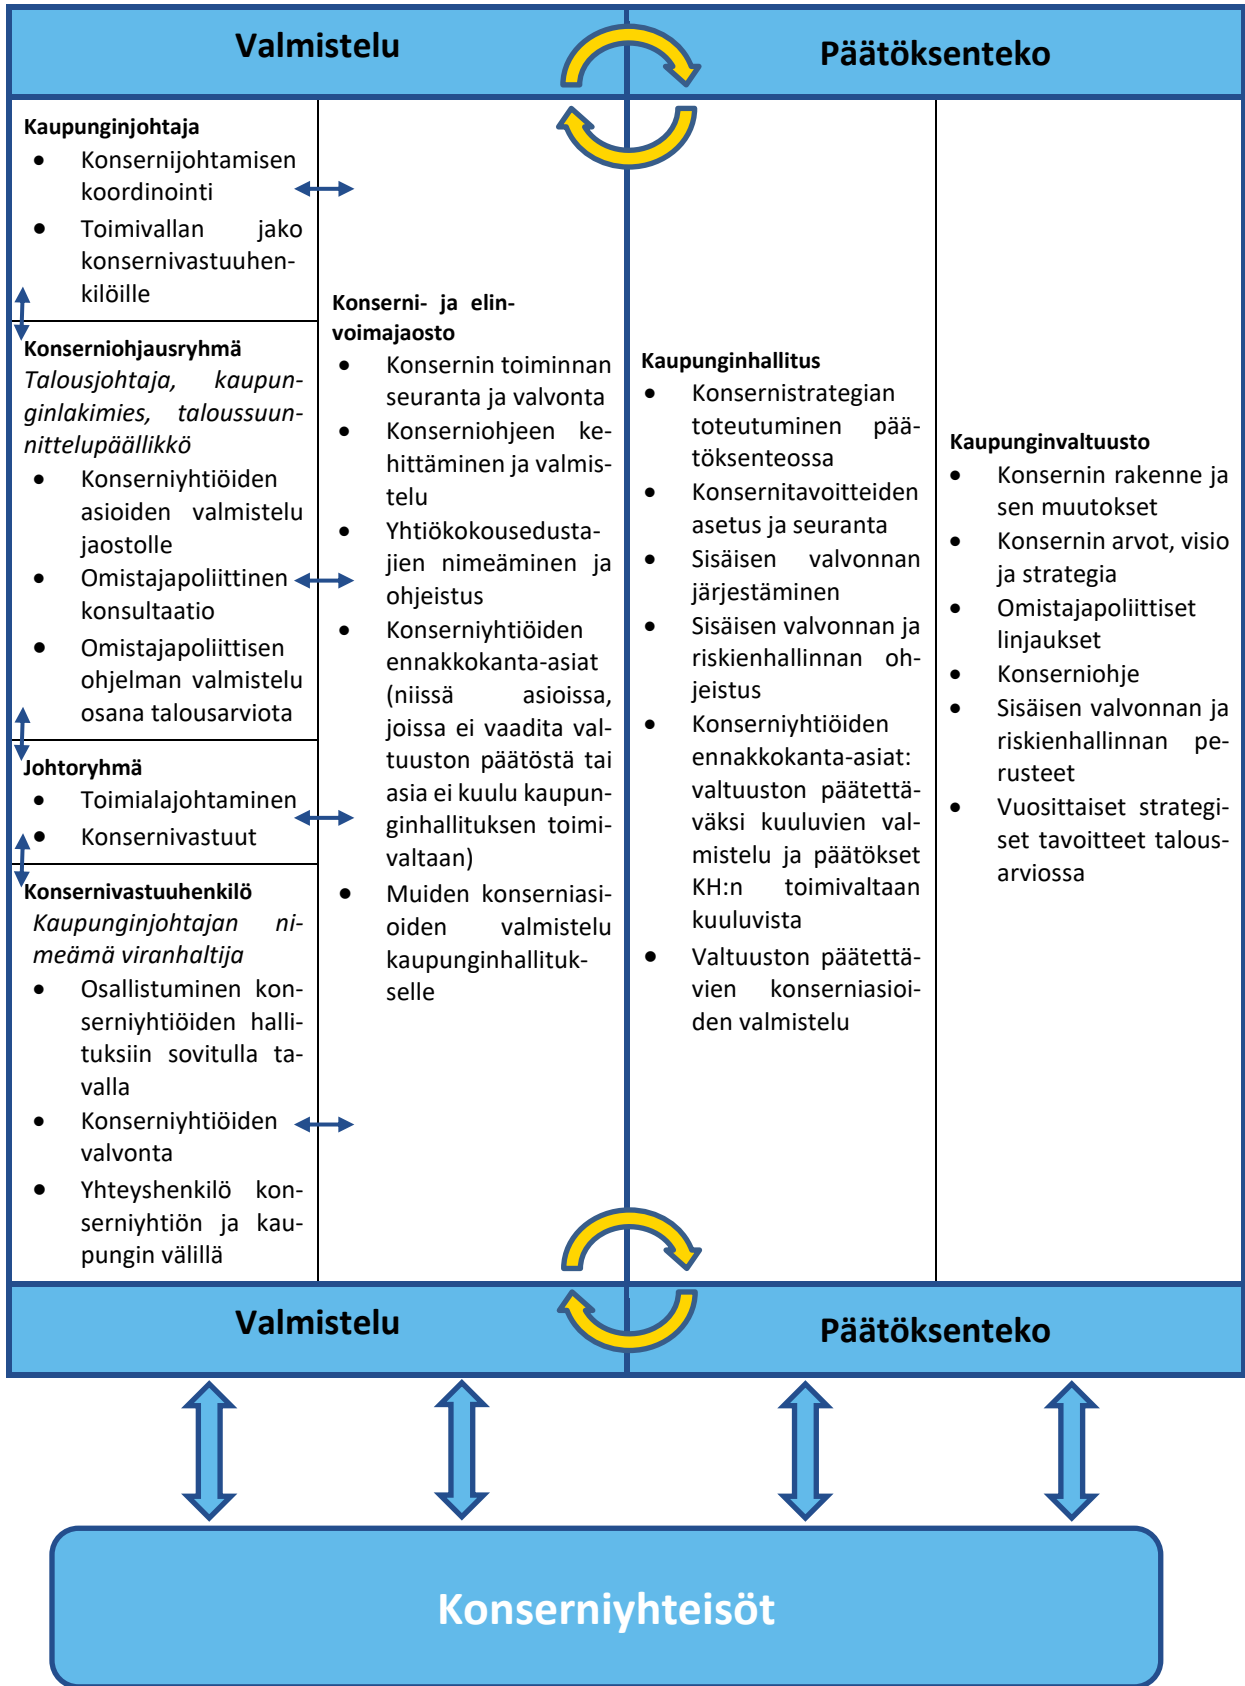 Valmistelu
Päätöksenteko
Kaupunginjohtaja
• Konsernijohtamisen
koordinointi
• Toimivallan jako
konsernivastuuhen-
kilöille
Konserniohjausryhmä
Talousjohtaja, kaupun-
ginlakimies, taloussuun-
nittelupäällikkö
• Konserniyhtiöiden
asioiden valmistelu
jaostolle
• Omistajapoliittinen
konsultaatio
• Omistajapoliittisen
ohjelman valmistelu
osana talousarviota
Johtoryhmä
• Toimialajohtaminen
• Konsernivastuut
Konsernivastuuhenkilö
Kaupunginjohtajan ni-
meämä viranhaltija
• Osallistuminen kon-
serniyhtiöiden halli-
tuksiin sovitulla ta-
valla
• Konserniyhtiöiden
valvonta
• Yhteyshenkilö kon-
serniyhtiön ja kau-
pungin välillä
Konserni- ja elin-
voimajaosto
• Konsernin toiminnan
seuranta ja valvonta
• Konserniohjeen ke-
hittäminen ja valmis-
telu
• Yhtiökokousedusta-
jien nimeäminen ja
ohjeistus
• Konserniyhtiöiden
ennakkokanta-asiat
(niissä asioissa,
joissa ei vaadita val-
tuuston päätöstä tai
asia ei kuulu kaupun-
ginhallituksen toimi-
valtaan)
• Muiden konserniasi-
oiden valmistelu
kaupunginhallituk-
selle
Kaupunginhallitus
• Konsernistrategian
toteutuminen pää-
töksenteossa
• Konsernitavoitteiden
asetus ja seuranta
• Sisäisen valvonnan
järjestäminen
• Sisäisen valvonnan ja
riskienhallinnan oh-
jeistus
• Konserniyhtiöiden
ennakkokanta-asiat:
valtuuston päätettä-
väksi kuuluvien val-
mistelu ja päätökset
KH:n toimivaltaan
kuuluvista
• Valtuuston päätettä-
vien konserniasioi-
den valmistelu
Kaupunginvaltuusto
• Konsernin rakenne ja
sen muutokset
• Konsernin arvot, visio
ja strategia
• Omistajapoliittiset
linjaukset
• Konserniohje
• Sisäisen valvonnan ja
riskienhallinnan pe-
rusteet
• Vuosittaiset strategi-
set tavoitteet talous-
arviossa
Valmistelu
Päätöksenteko
Konserniyhteisöt